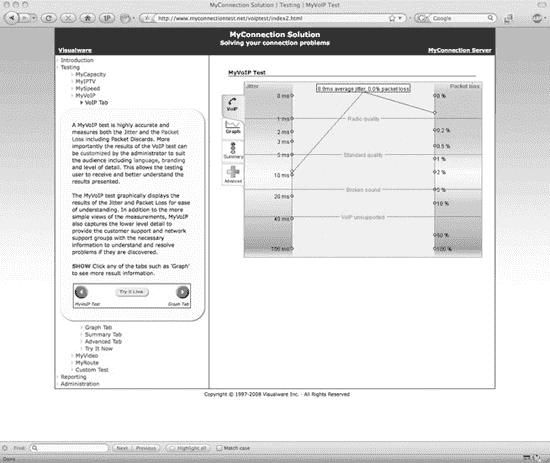 MyConnection Solution | Testing | MyVoIP Test
http://www.myconnectiontest.net/voiptest/index2.html
Google
MyConnection Solution
Solving your connection problems
Visualware
MyConnection Server
Introduction
Testing
MyCapacity
MyIPTV
MySpeed
MyVoIP
VoIP Tab
A MyVoIP test is highly accurate and
measures both the Jitter and the Packet
Loss including Packet Discards. More
importantly the results of the VoIP test can
be customized by the administrator to suit
the audience including language, branding
and level of detail. This allows the testing
user to receive and better understand the
results presented.
The MyVoIP test graphically displays the
results of the Jitter and Packet Loss for ease
of understanding. In addition to the more
simple views of the measurements, MyVoIP
also captures the lower level detail to
provide the customer support and network
support groups with the necessary
information to understand and resolve
problems if they are discovered.
SHOW Click any of the tabs such as 'Graph'
to see more result information.
Try it Live
MyVoIP Test
Graph Tab
Graph Tab
Summary Tab
Advanced Tab
Try It Now
MyVideo
MyRoute
Custom Test
Reporting
Administration
MyVoIP Test
VoIP
Graph
Summary
Advanced
Jitter
Packet loss
average jitter, 0.0% packet loss
0 ms
0 %
1 ms
Radio quality
0.2 %
2 ms
3 ms
0.5 %
5 ms
Standard quality
1 %
10 ms
2 %
Broken sound
5%
20 ms
10 %
40 ms
VoIP unsupported
50%
100 ms
100 %
Copyright © 1997-2008 Visualware Inc. - All Rights Reserved
Find:
Next
Previous
Highlight all
Match case
Done